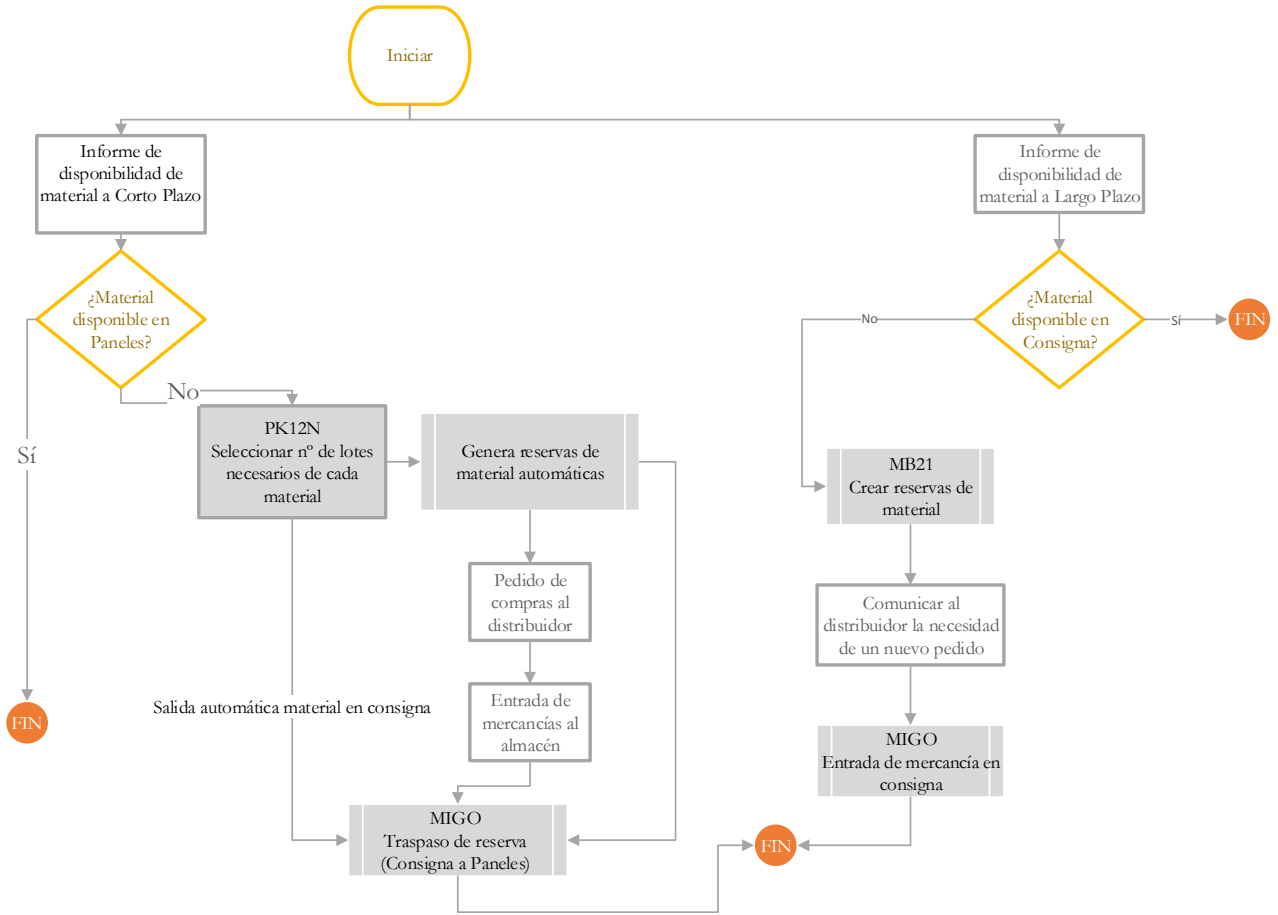 Iniciar
Informe de
disponibilidad de
material a Corto Plazo
Informe de
disponibilidad de
material a Largo Plazo
¿Material
disponible en
Paneles?
¿Material
disponible en
Consigna?
No
Sí
FIN
No
Sí
PK12N
Seleccionar nº de lotes
necesarios de cada
material
Genera reservas de
material automáticas
MB21
Crear reservas de
material
Pedido de
compras al
distribuidor
Comunicar al
distribuidor la necesidad
de un nuevo pedido
Salida automática material en consigna
Entrada de
mercancías al
almacén
FIN
MIGO
Entrada de mercancía en
consigna
MIGO
Traspaso de reserva
(Consigna a Paneles)
FIN